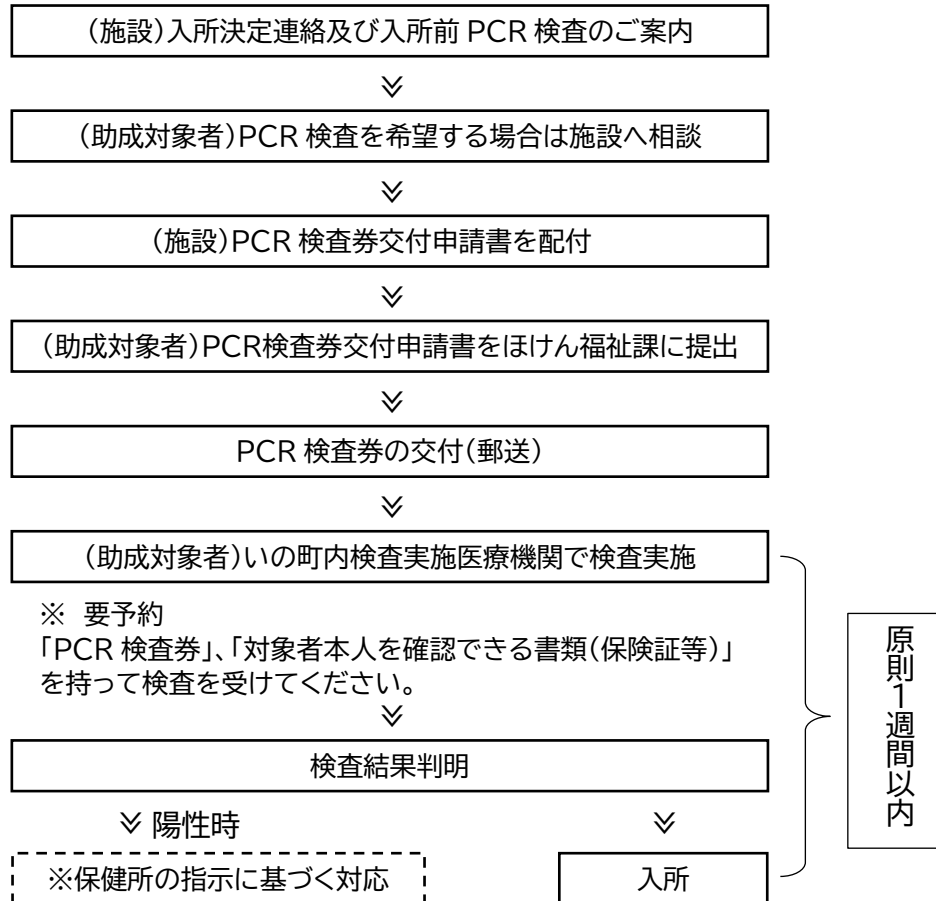 (施設)入所決定連絡及び入所前 PCR 検査のご案内
(助成対象者)PCR 検査を希望する場合は施設へ相談
(施設)PCR 検査券交付申請書を配付
(助成対象者)PCR検査券交付申請書をほけん福祉課に提出
PCR 検査券の交付(郵送)
(助成対象者)いの町内検査実施医療機関で検査実施
※ 要予約
「PCR 検査券」、「対象者本人を確認できる書類(保険証等)」
を持って検査を受けてください。
検査結果判明
陽性時
※保健所の指示に基づく対応
入所
原則1週間以内